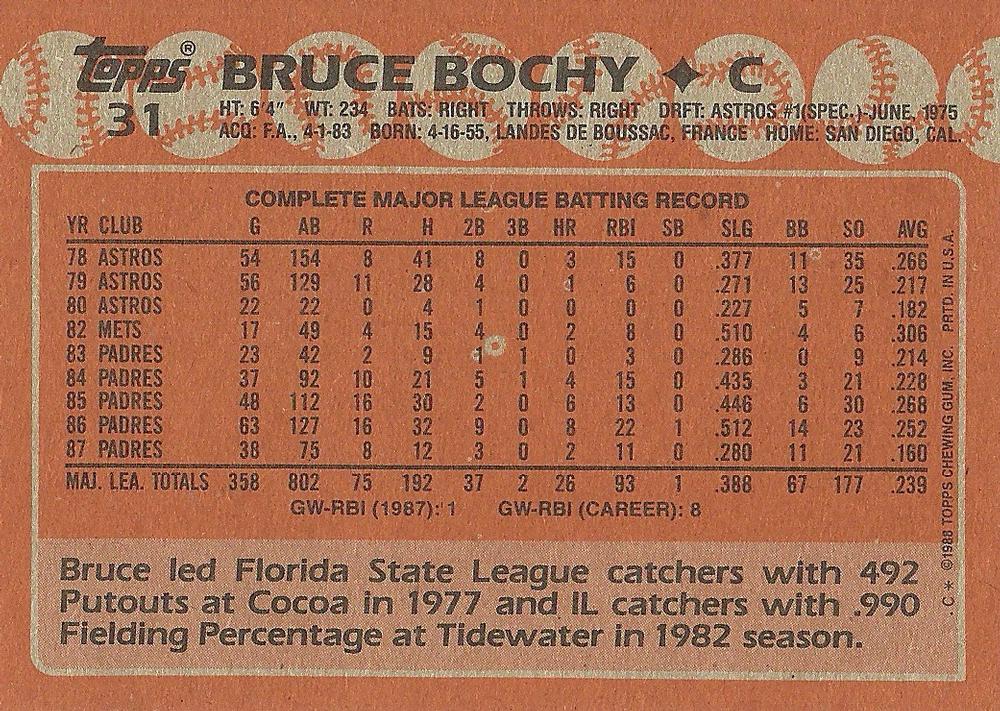 Topps® BRUCE BOCHY ✦ C
31
HT: 6'4" WT: 234 BATS: RIGHT THROWS: RIGHT DRFT: ASTROS #1(SPEC.)-JUNE, 1975
ACQ: F.A., 4-1-83 BORN: 4-16-55, LANDES DE BOUSSAC, FRANCE HOME: SAN DIEGO, CAL.
COMPLETE MAJOR LEAGUE BATTING RECORD
YR CLUB G AB R H 2B 3B HR RBI SB SLG BB SO AVG
78 ASTROS 54 154 8 41 8 0 3 15 0 .377 11 35 .266
79 ASTROS 56 129 11 28 4 0 1 6 0 .271 13 25 .217
80 ASTROS 22 22 0 4 1 0 0 0 0 .227 5 7 .182
82 METS 17 49 4 15 4 0 2 8 0 .510 4 6 .306
83 PADRES 23 42 2 9 1 1 0 3 0 .286 0 9 .214
84 PADRES 37 92 10 21 5 1 4 15 0 .435 3 21 .228
85 PADRES 48 112 16 30 2 0 6 13 0 .446 6 30 .268
86 PADRES 63 127 16 32 9 0 8 22 1 .512 14 23 .252
87 PADRES 38 75 8 12 3 0 2 11 0 .280 11 21 .160
MAJ. LEA. TOTALS 358 802 75 192 37 2 26 93 1 .388 67 177 .239
GW-RBI (1987): 1 GW-RBI (CAREER): 8
Bruce led Florida State League catchers with 492
Putouts at Cocoa in 1977 and IL catchers with .990
Fielding Percentage at Tidewater in 1982 season.
C * ©1988 TOPPS CHEWING GUM, INC. PRTD. IN U.S.A.